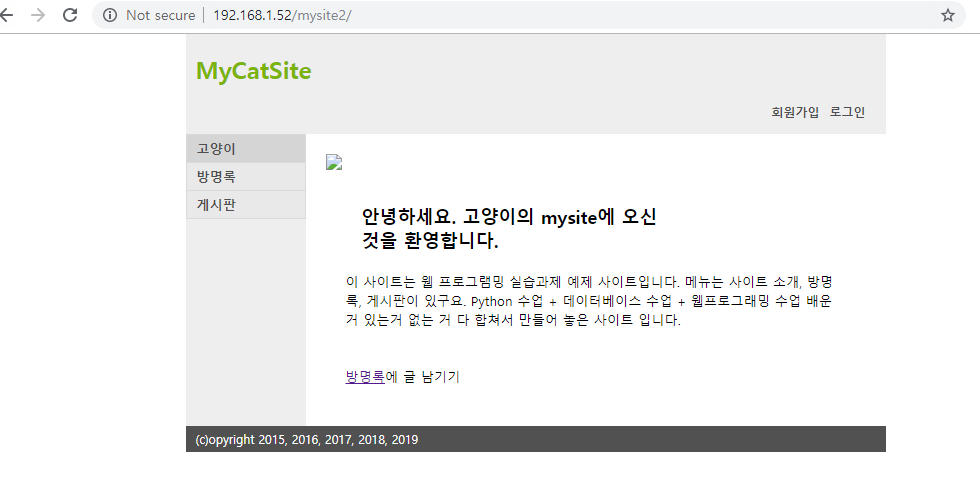 Not secure | 192.168.1.52/mysite2/
MyCatSite
회원가입 로그인
고양이
방명록
게시판
안녕하세요. 고양이의 mysite에 오신
것을 환영합니다.
이 사이트는 웹 프로그램밍 실습과제 예제 사이트입니다. 메뉴는 사이트 소개, 방명
록, 게시판이 있구요. Python 수업 + 데이터베이스 수업 + 웹프로그래밍 수업 배운
거 있는거 없는 거 다 합쳐서 만들어 놓은 사이트 입니다.
방명록에 글 남기기
(c)opyright 2015, 2016, 2017, 2018, 2019